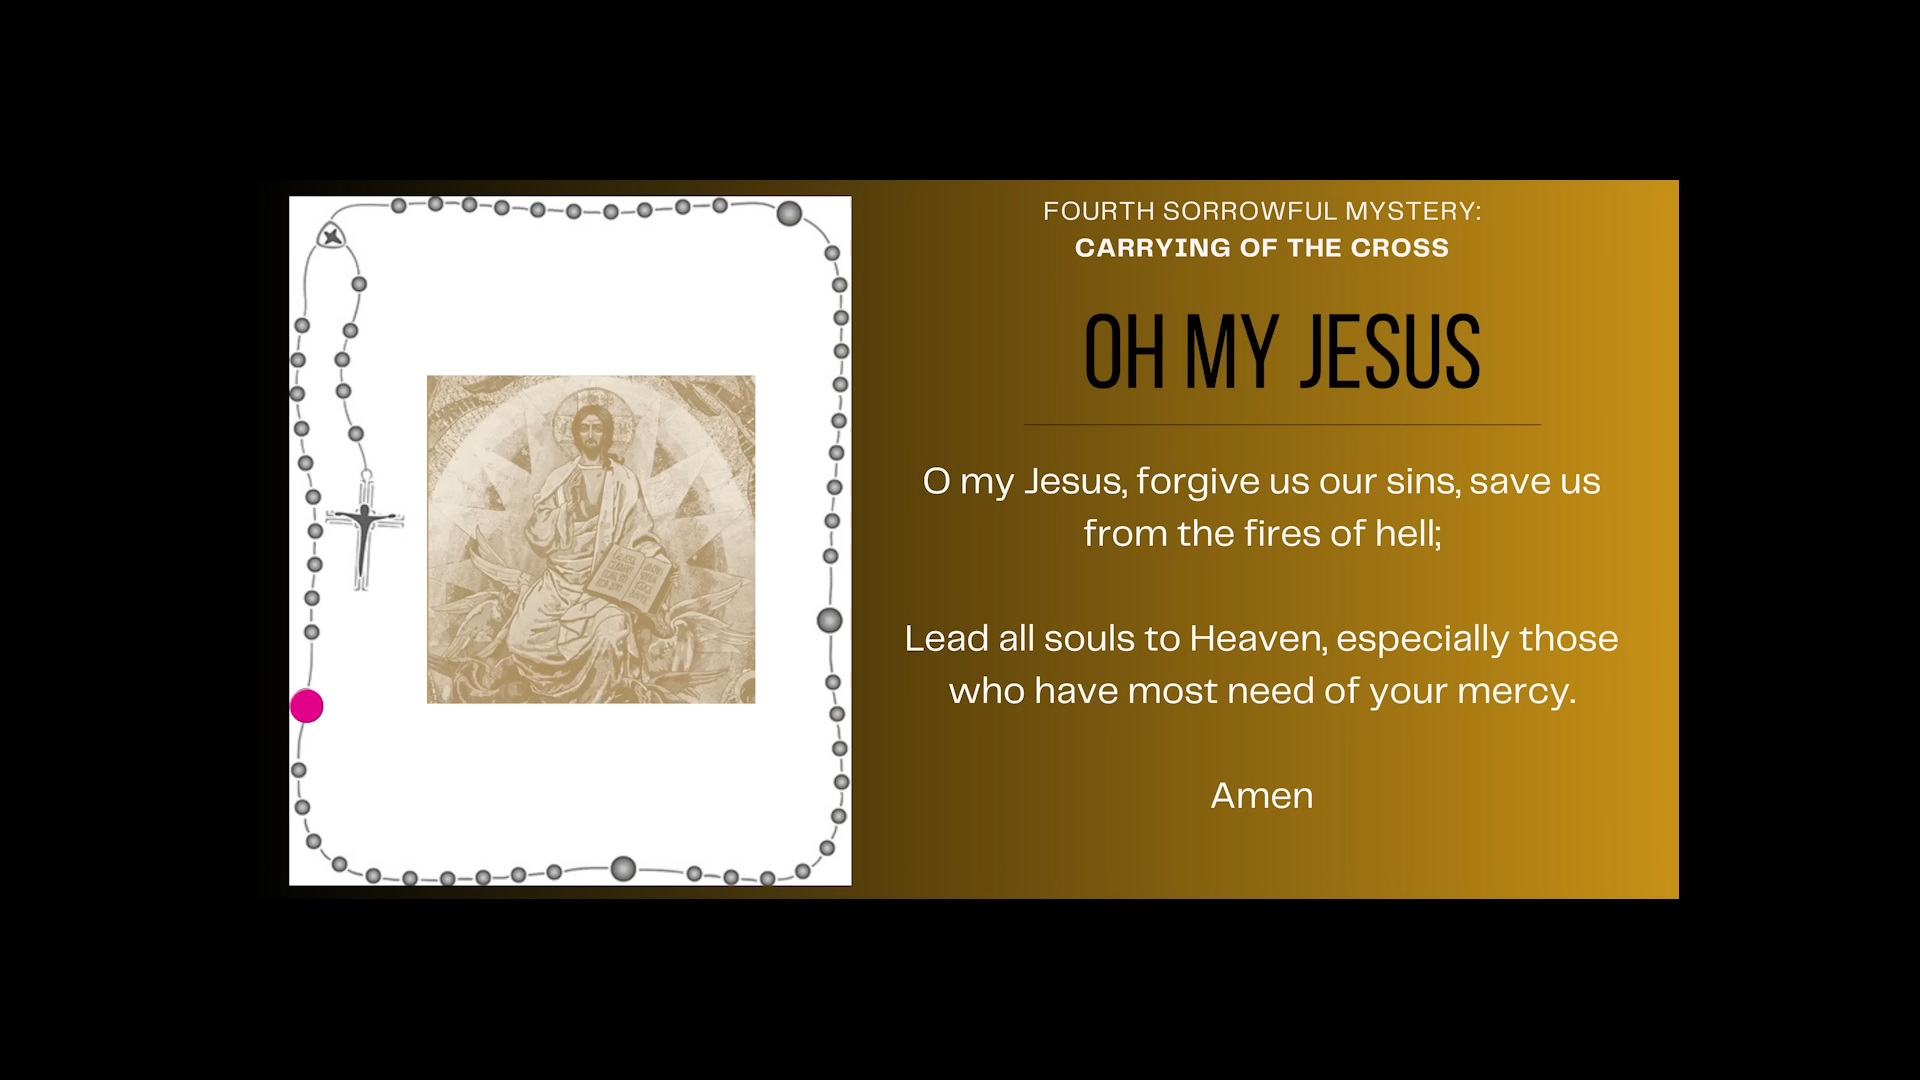 FOURTH SORROWFUL MYSTERY:
CARRYING OF THE CROSS
OH MY JESUS
O my Jesus, forgive us our sins, save us
from the fires of hell;
Lead all souls to Heaven, especially those
who have most need of your mercy.
Amen